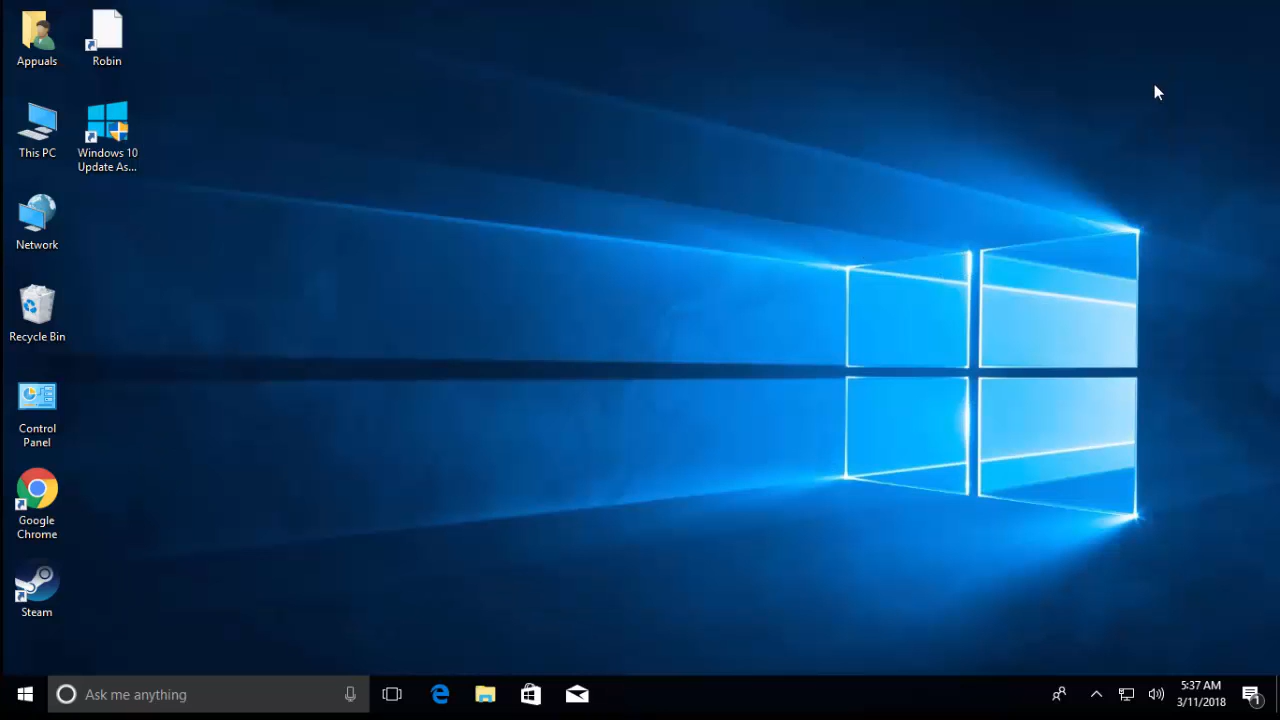 Appuals
Robin
This PC
Windows 10
Update As...
Network
Recycle Bin
Control
Panel
Google
Chrome
Steam
Ask me anything
5:37 AM
3/11/2018
1